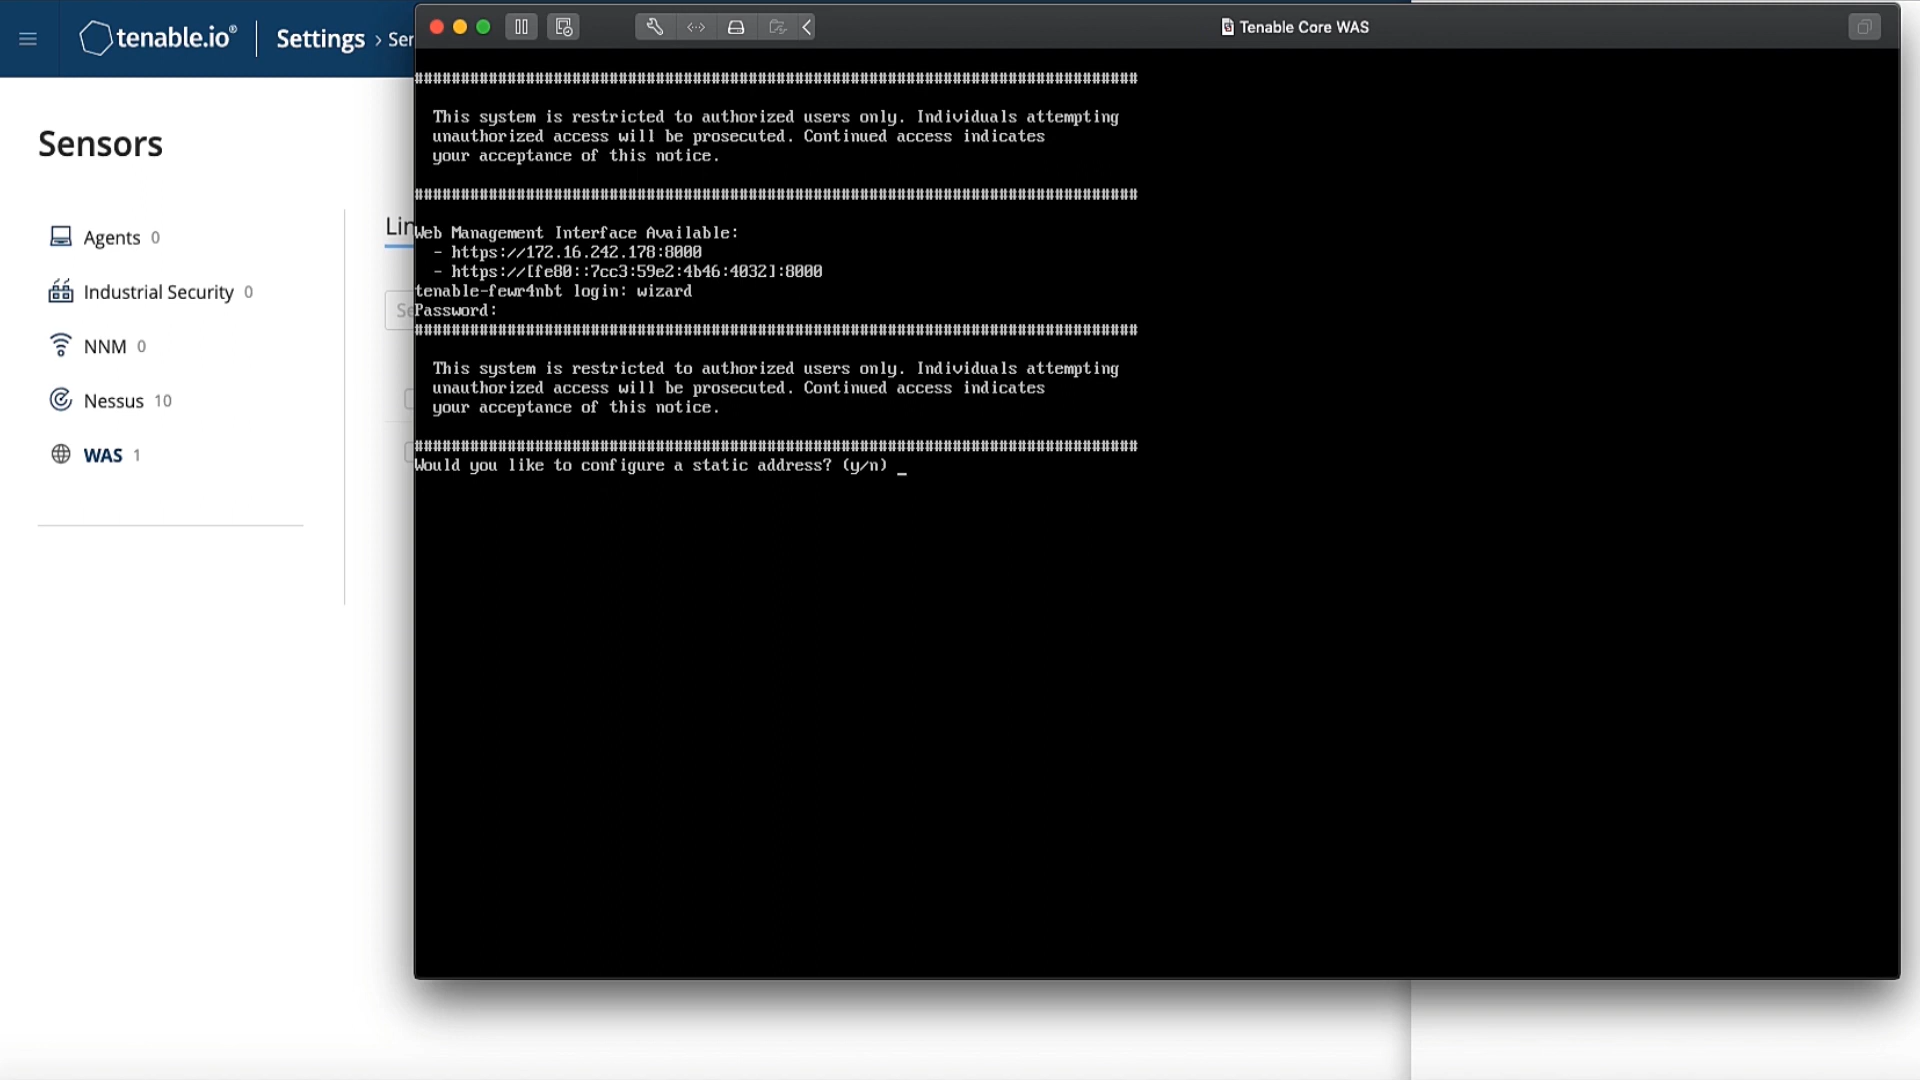 tenable.io® Settings > Ser
Sensors
Agents 0
Industrial Security 0
NNM 0
Nessus 10
WAS 1
Lin
Se
Tenable Core WAS
##############################################################################
This system is restricted to authorized users only. Individuals attempting
unauthorized access will be prosecuted. Continued access indicates
your acceptance of this notice.
##############################################################################
Web Management Interface Available:
- https://172.16.242.178:8000
- https://[fe80::7cc3:59e2:4b46:4032]:8000
tenable-fewr4nbt login: wizard
Password:
##############################################################################
This system is restricted to authorized users only. Individuals attempting
unauthorized access will be prosecuted. Continued access indicates
your acceptance of this notice.
##############################################################################
Would you like to configure a static address? (y/n) _